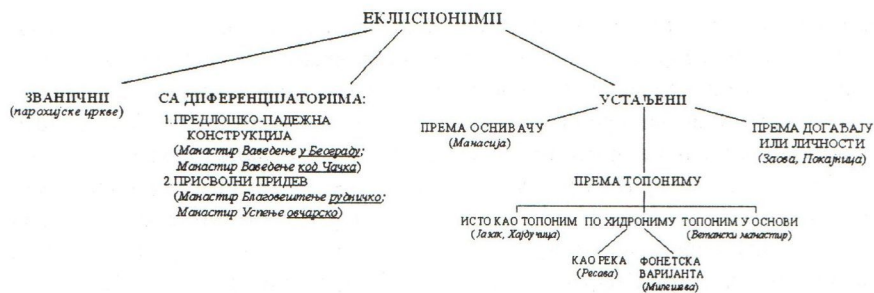 ЕКЛИСИОНИМИ
ЗВАНИЧНИ
(парохијске цркве)
СА ДИФЕРЕНЦИЈАТОРИМА:
1.ПРЕДЛОШКО-ПАДЕЖНА
КОНСТРУКЦИЈА
(Манастир Ваведење у Београду;
Манастир Ваведење код Чачка)
2.ПРИСВОЈНИ ПРИДЕВ
(Манастир Благовештење рудничко;
Манастир Успење овчарско)
УСТАЉЕНИ
ПРЕМА ОСНИВАЧУ
(Манасија)
ПРЕМА ДОГАЂАЈУ
ИЛИ ЛИЧНОСТИ
(Заова, Покајница)
ПРЕМА ТОПОНИМУ
ИСТО КАО ТОПОНИМ
(Јазак, Хајдучица)
ПО ХИДРОНИМУ
ТОПОНИМ У ОСНОВИ
(Ветански манастир)
КАО РЕКА
(Ресава)
ФОНЕТСКА
ВАРИЈАНТА
(Милешева)